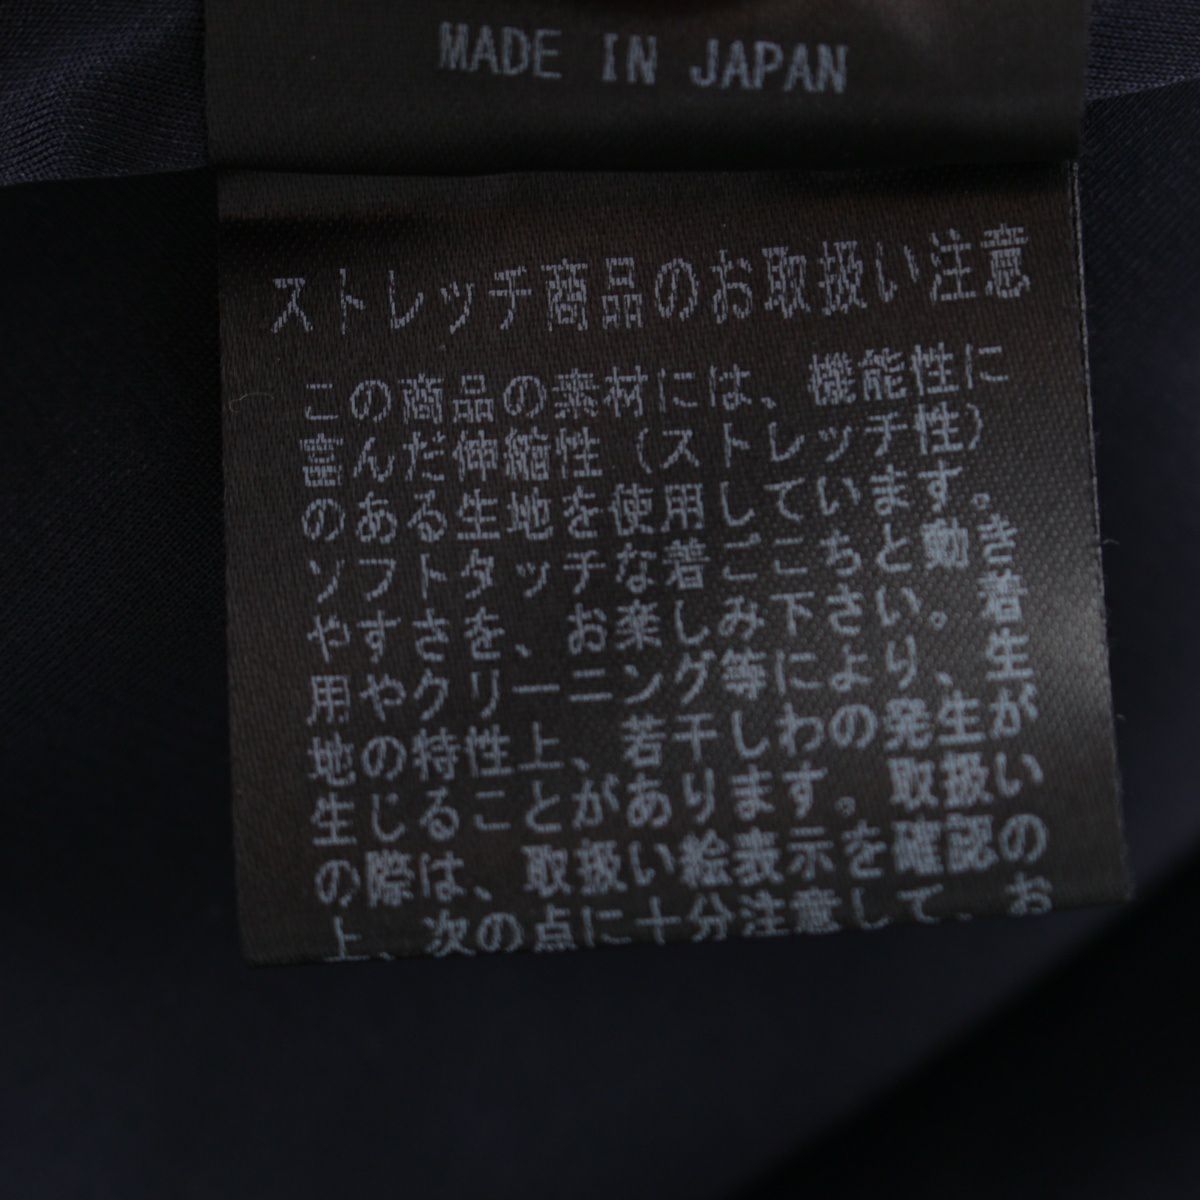 MADE IN JAPAN
ストレッチ商品のお取扱い注意
この商品の素材には、機能性に
富んだ伸縮性（ストレッチ性）
のある生地を使用しています。
ソフトタッチな着ごこちと動き
やすさを、お楽しみ下さい。着
用やクリーニング等により、生
地の特性上、若干しわの発生が
生じることがあります。取扱い
の際は、取扱い絵表示を確認の
上、次の点に十分注意して、お